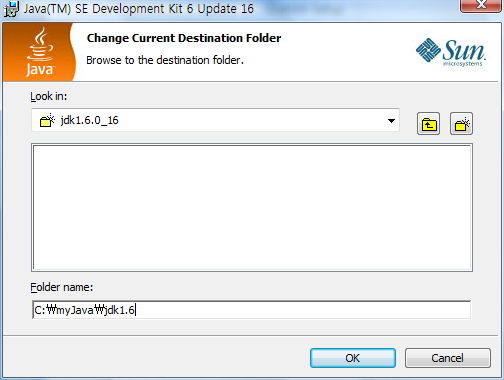 Java(TM) SE Development Kit 6 Update 16
Java
Change Current Destination Folder
Browse to the destination folder.
Sun
microsystems
Look in:
jdk1.6.0_16
Folder name:
C:₩myJava₩jdk1.6
OK
Cancel